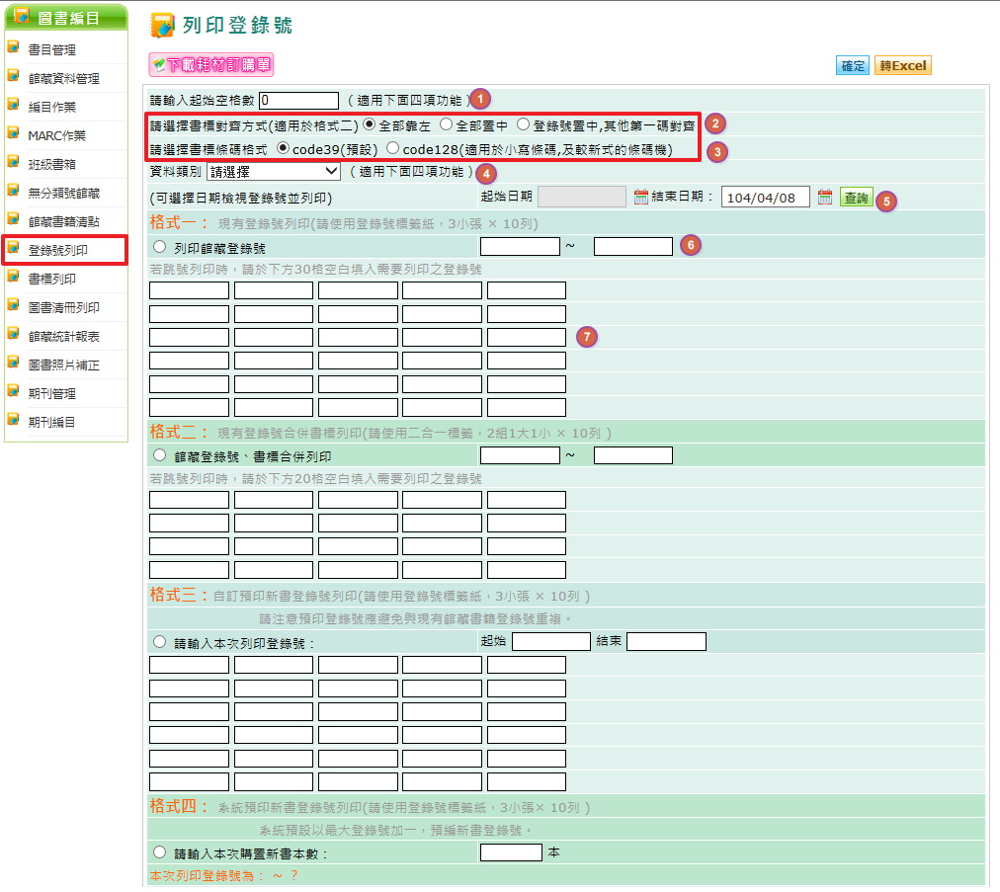 圖書編目
書目管理
館藏資料管理
編目作業
MARC作業
班級書箱
無分類號館藏
館藏書籍清點
登錄號列印
書標列印
圖書清冊列印
館藏統計報表
圖書照片補正
期刊管理
期刊編目
列印登錄號
下載耗材訂購單
確定 轉Excel
請輸入起始空格數 0 （適用下面四項功能） 1
請選擇書標對齊方式(適用於格式二) 全部靠左 全部置中 登錄號置中,其他第一碼對齊 2
請選擇書標條碼格式 code39(預設) code128(適用於小寫條碼,及較新式的條碼機) 3
資料類別 請選擇 （適用下面四項功能） 4
(可選擇日期檢視登錄號並列印) 起始日期 結束日期： 104/04/08 查詢 5
格式一： 現有登錄號列印(請使用登錄號標籤紙，3小張 × 10列)
列印館藏登錄號 ~ 6
若跳號列印時，請於下方30格空白填入需要列印之登錄號
7
格式二： 現有登錄號合併書標列印(請使用二合一標籤，2組1大1小 × 10列 )
館藏登錄號、書標合併列印 ~
若跳號列印時，請於下方20格空白填入需要列印之登錄號
格式三：自訂預印新書登錄號列印(請使用登錄號標籤紙，3小張 × 10列 )
請注意預印登錄號應避免與現有館藏書籍登錄號重複。
請輸入本次列印登錄號： 起始 結束
格式四： 系統預印新書登錄號列印(請使用登錄號標籤紙，3小張× 10列 )
系統預設以最大登錄號加一，預編新書登錄號。
請輸入本次購置新書本數： 本
本次列印登錄號為： ~ ？